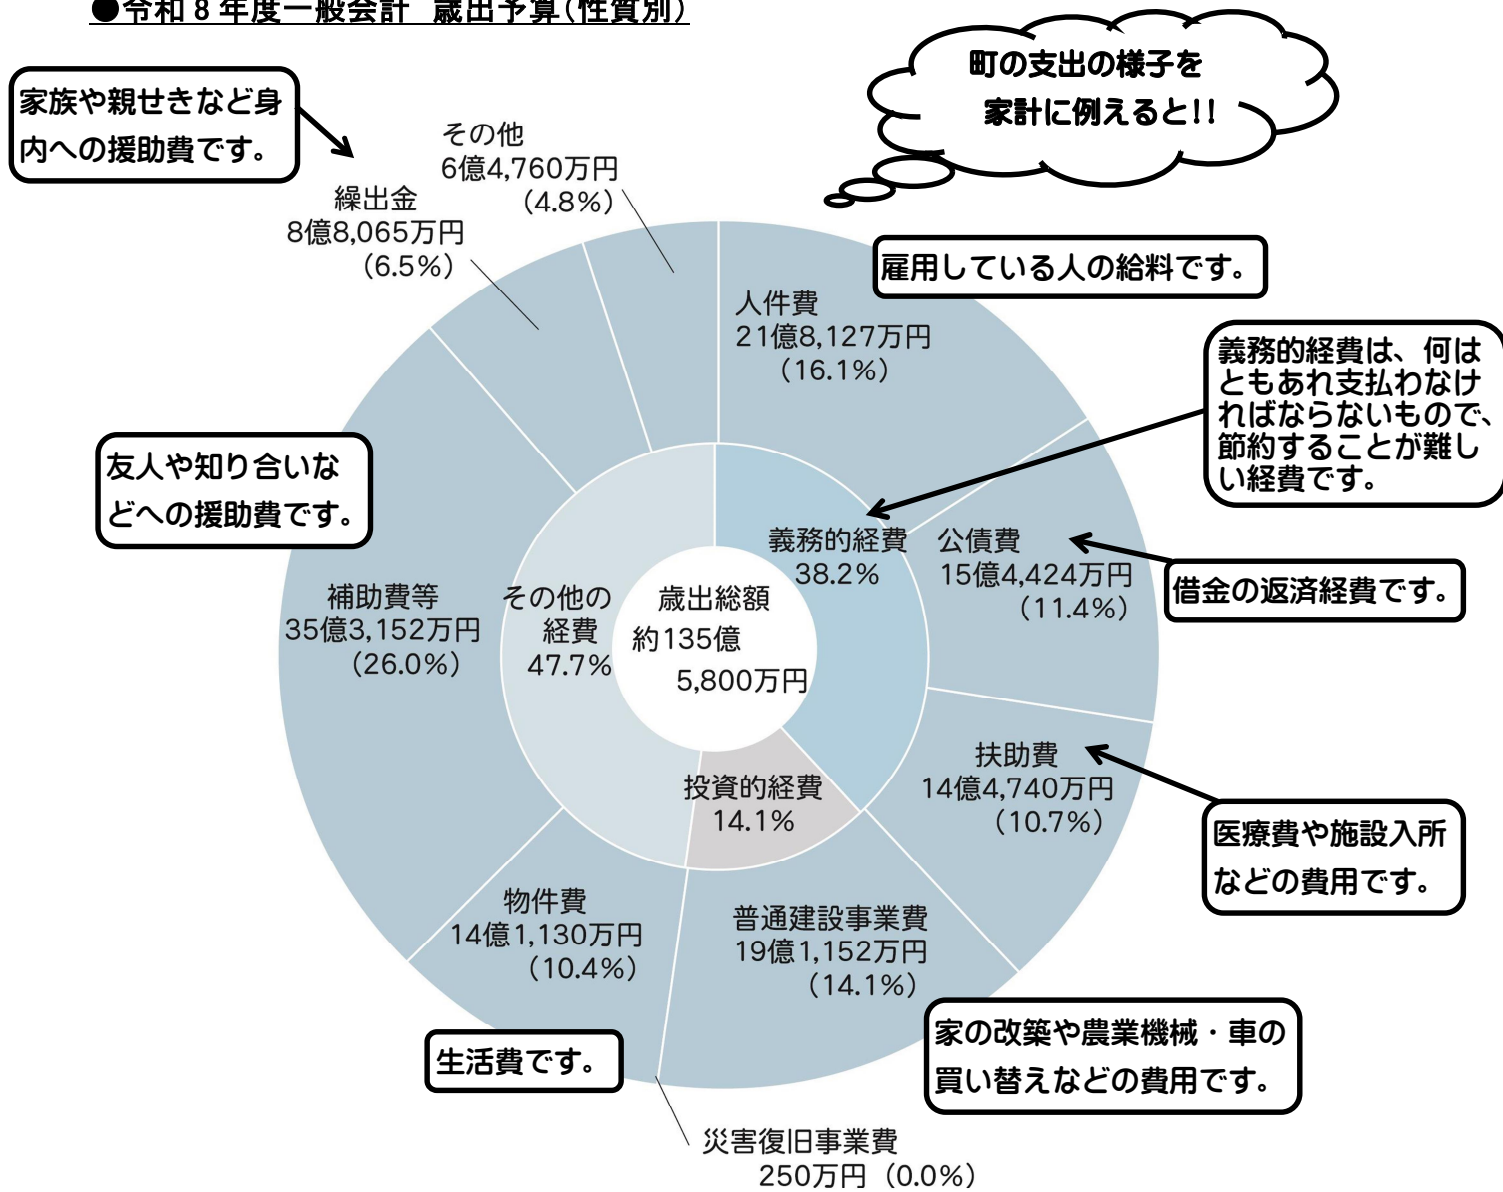 ●令和８年度一般会計 歳出予算(性質別)
町の支出の様子を
家計に例えると!!
家族や親せきなど身
内への援助費です。
その他
6億4,760万円
(4.8%)
繰出金
8億8,065万円
(6.5%)
雇用している人の給料です。
人件費
21億8,127万円
(16.1%)
義務的経費は、何は
ともあれ支払わなけ
ればならないもので、
節約することが難し
い経費です。
友人や知り合いな
どへの援助費です。
義務的経費
38.2%
公債費
15億4,424万円
(11.4%)
借金の返済経費です。
補助費等
35億3,152万円
(26.0%)
その他の
経費
47.7%
歳出総額
約135億
5,800万円
扶助費
14億4,740万円
(10.7%)
医療費や施設入所
などの費用です。
投資的経費
14.1%
物件費
14億1,130万円
(10.4%)
普通建設事業費
19億1,152万円
(14.1%)
家の改築や農業機械・車の
買い替えなどの費用です。
生活費です。
災害復旧事業費
250万円 (0.0%)